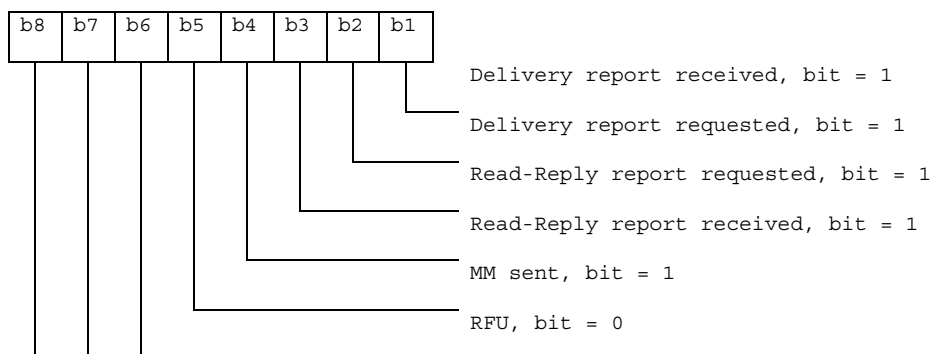 b8 b7 b6 b5 b4 b3 b2 b1
Delivery report received, bit = 1
Delivery report requested, bit = 1
Read-Reply report requested, bit = 1
Read-Reply report received, bit = 1
MM sent, bit = 1
RFU, bit = 0